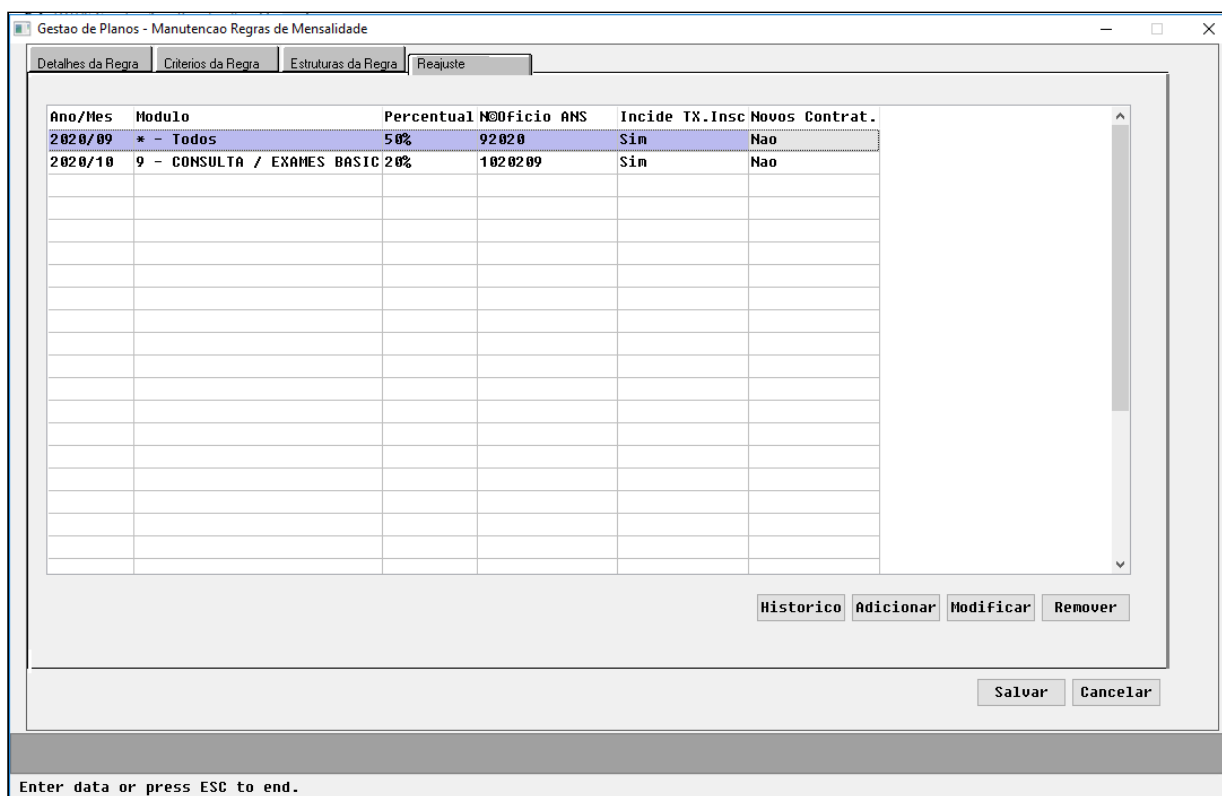 Gestao de Planos - Manutencao Regras de Mensalidade
Detalhes da Regra Criterios da Regra Estruturas da Regra Reajuste
Ano/Mes Modulo Percentual N©Oficio ANS Incide TX.Insc Novos Contrat.
2020/09 * - Todos 50% 92020 Sim Nao
2020/10 9 - CONSULTA / EXAMES BASIC 20% 1020209 Sim Nao
Historico Adicionar Modificar Remover
Salvar Cancelar
Enter data or press ESC to end.